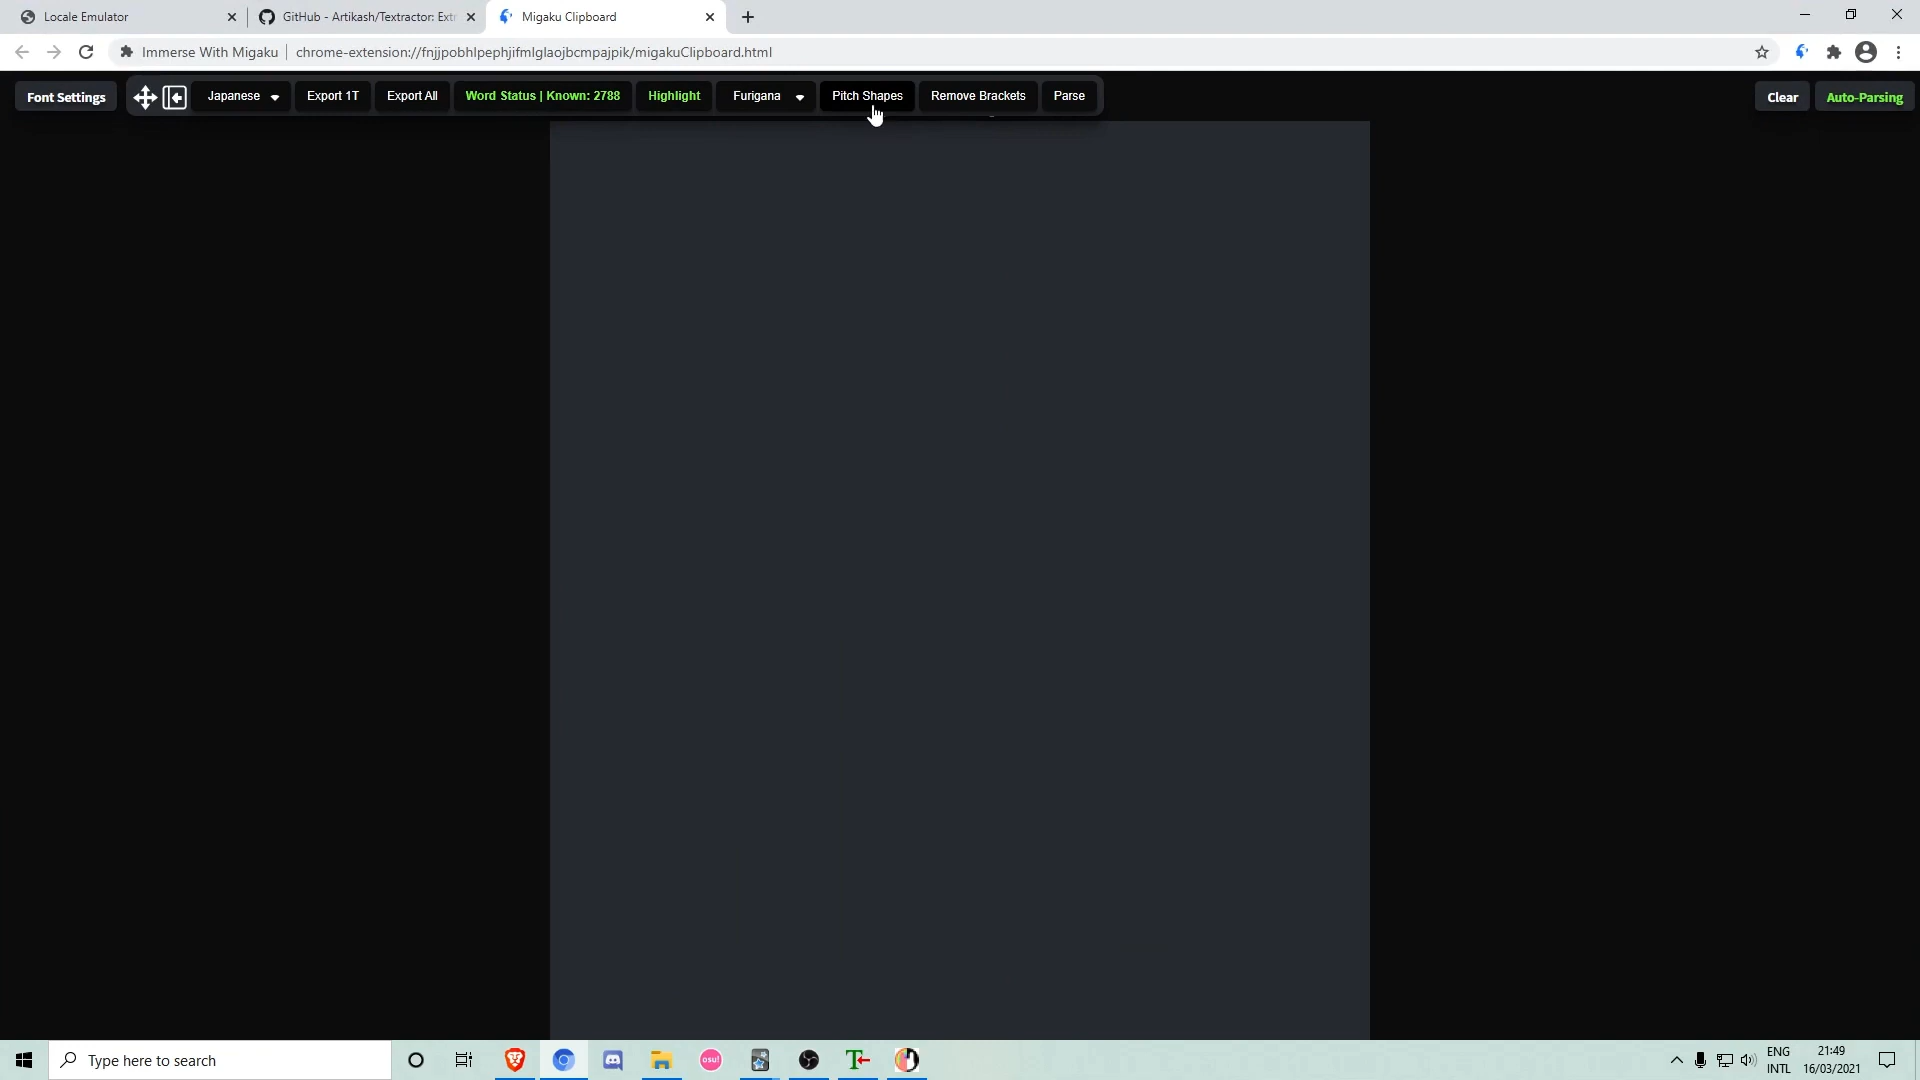 Locale Emulator
GitHub - Artikash/Textractor: Extr
Migaku Clipboard
Immerse With Migaku
chrome-extension://fnjjpobhlpephjifmlglaojbcmpajpik/migakuClipboard.html
Font Settings
Japanese
Export 1T
Export All
Word Status | Known: 2788
Highlight
Furigana
Pitch Shapes
Remove Brackets
Parse
Clear
Auto-Parsing
Type here to search
osu!
ENG
INTL
21:49
16/03/2021